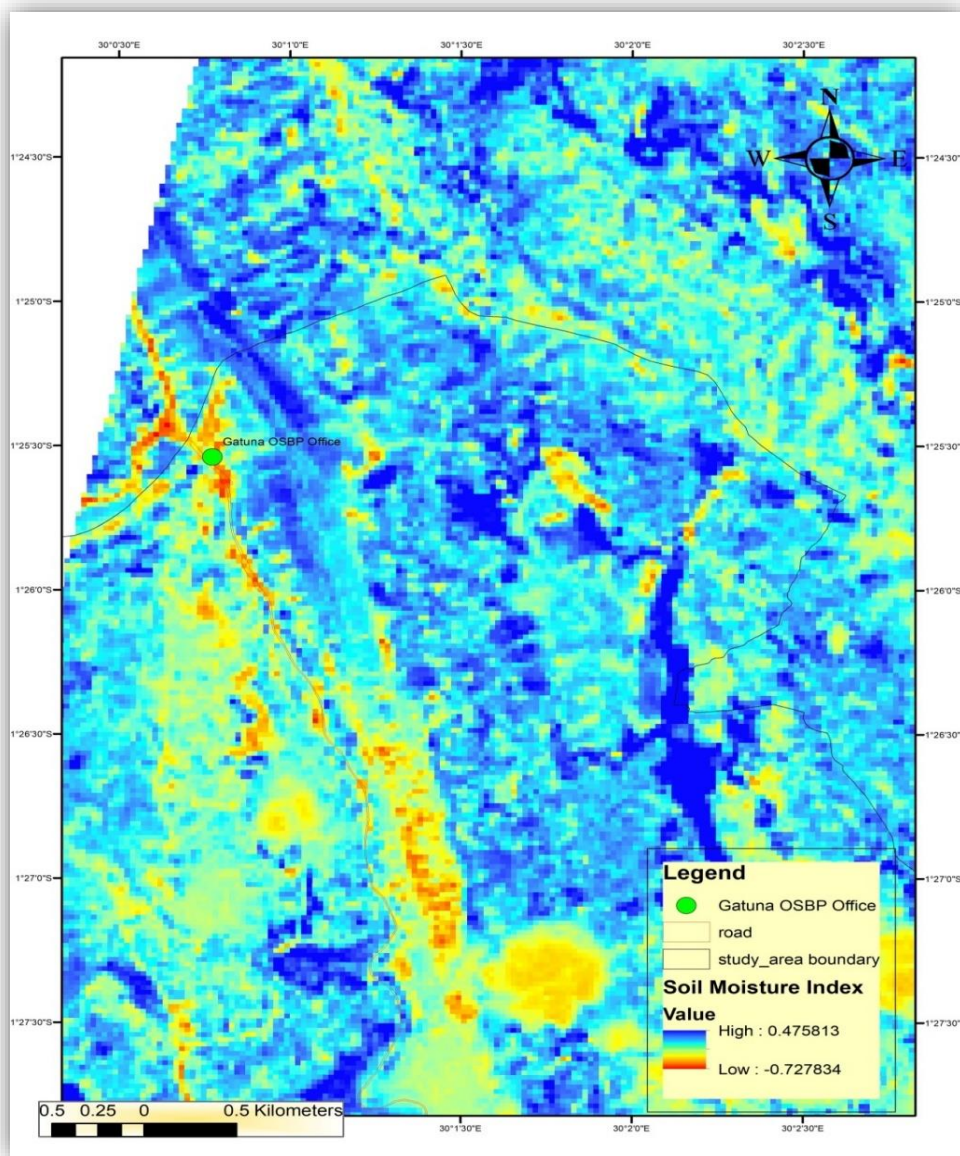 30°0'30"E 30°1'0"E 30°1'30"E 30°2'0"E 30°2'30"E
N
W E
S
1°24'30"S 1°24'30"S
1°25'0"S 1°25'0"S
1°25'30"S 1°25'30"S
Gatuna OSBP Office
1°26'0"S 1°26'0"S
1°26'30"S 1°26'30"S
1°27'0"S 1°27'0"S
1°27'30"S 1°27'30"S
Legend
Gatuna OSBP Office
road
study_area boundary
Soil Moisture Index
Value
High : 0.475813
Low : -0.727834
0.5 0.25 0 0.5 Kilometers
30°1'30"E 30°2'0"E 30°2'30"E